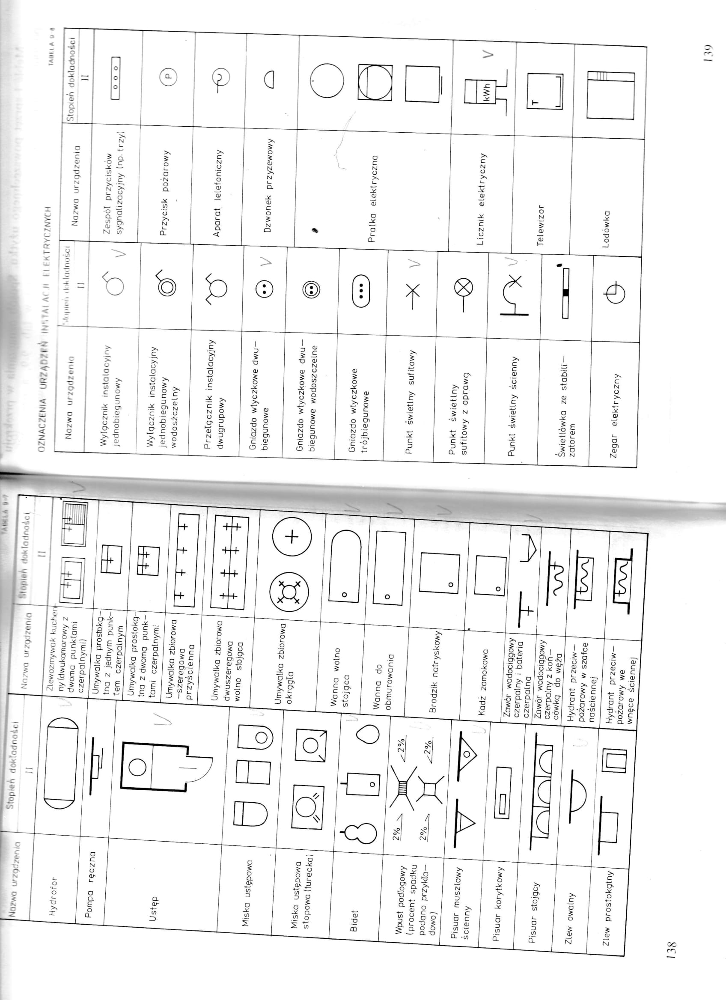 TABELA 9-7
Nazwa urządzenia
Stopień dokładności
II
Nazwa urządzenia
Stopień dokładności
II
Hydrofor
Pompa ręczna
Ustęp
Miska ustępowa
Miska ustępowa
stopowa (turecka)
Bidet
Wpust podłogowy
(procent spadku
podano przykła-
dowo)
2%
2%
2%
2%
Pisuar muszlowy
ścienny
Pisuar korytkowy
Pisuar stojący
Zlew owalny
Zlew prostokątny
Zlewozmywak kuchen-
ny (dwukomorowy z
dwoma punktami
czerpalnymi)
Umywalka prostoką-
tna z jednym punk-
tem czerpalnym
Umywalka prostoką-
tna z dwoma punk-
tami czerpalnymi
Umywalka zbiorowa
-szeregowa
przyścienna
Umywalka zbiorowa
dwuszeregowa
wolno stojąca
Umywalka zbiorowa
okrągła
Wanna wolno
stojąca
Wanna do
obmurowania
Brodzik natryskowy
Kadź zamokowa
Zawór wodociągowy
czerpalny i bateria
czerpalna
Zawór wodociągowy
czerpalny z koń-
cówką do węża
Hydrant przeciw-
pożarowy w szafce
naściennej
Hydrant przeciw-
pożarowy we
wnęce ściennej
138
OZNACZENIA URZĄDZEŃ INSTALACJI ELEKTRYCZNYCH
TABELA 9-8
Nazwa urządzenia
Stopień dokładności
II
Nazwa urządzenia
Stopień dokładności
II
Wyłącznik instalacyjny
jednobiegunowy
Wyłącznik instalacyjny
jednobiegunowy
wodoszczelny
Przełącznik instalacyjny
dwugrupowy
Gniazdo wtyczkowe dwu-
biegunowe
Gniazdo wtyczkowe dwu-
biegunowe wodoszczelne
Gniazdo wtyczkowe
trójbiegunowe
Punkt świetlny sufitowy
Punkt świetlny
sufitowy z oprawą
Punkt świetlny ścienny
Świetlówka ze stabili-
zatorem
Zegar elektryczny
Zespół przycisków
sygnalizacyjny (np. trzy)
Przycisk pożarowy
P
Aparat telefoniczny
Dzwonek przyzewowy
Pralka elektryczna
Licznik elektryczny
kWh
Telewizor
T
Lodówka
139